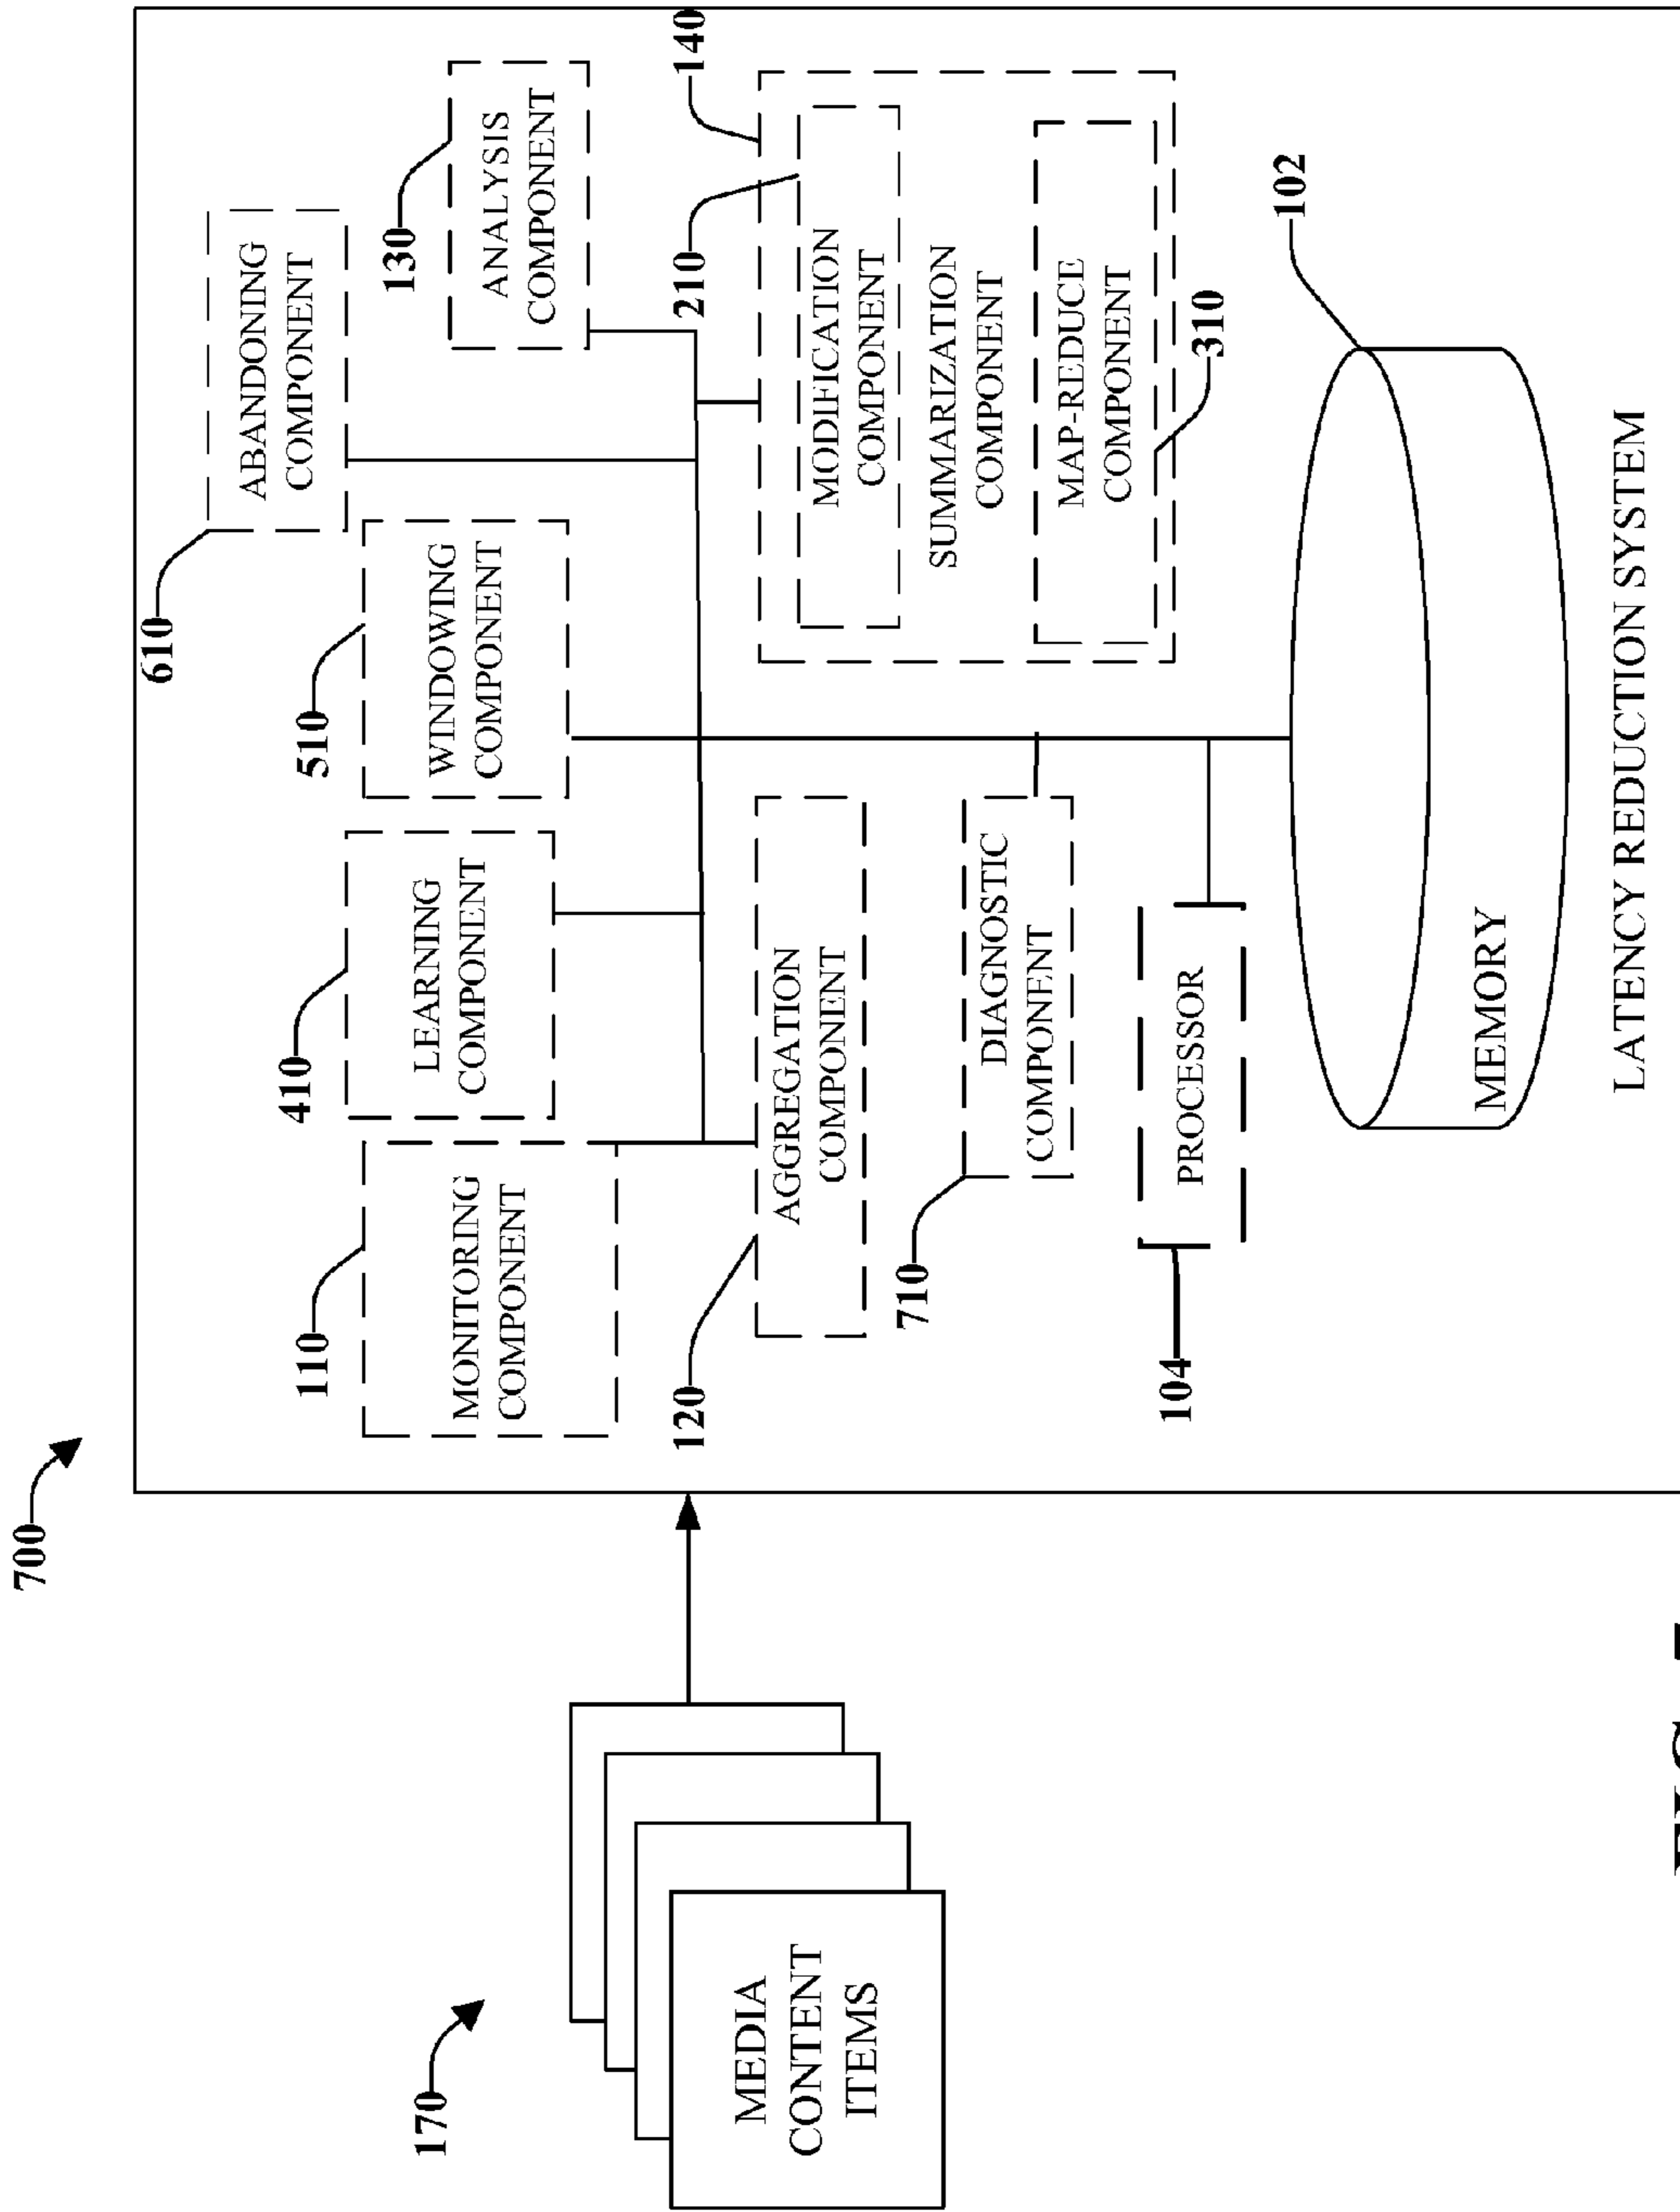 700
610
ABANDONING
COMPONENT
110
410
510
130
170
MONITORING
COMPONENT
LEARNING
COMPONENT
WINDOWING
COMPONENT
ANALYSIS
COMPONENT
120
210
140
MEDIA
CONTENT
ITEMS
AGGREGATION
COMPONENT
MODIFICATION
COMPONENT
SUMMARIZATION
COMPONENT
MAP-REDUCE
COMPONENT
310
710
DIAGNOSTIC
COMPONENT
104
PROCESSOR
102
MEMORY
LATENCY REDUCTION SYSTEM